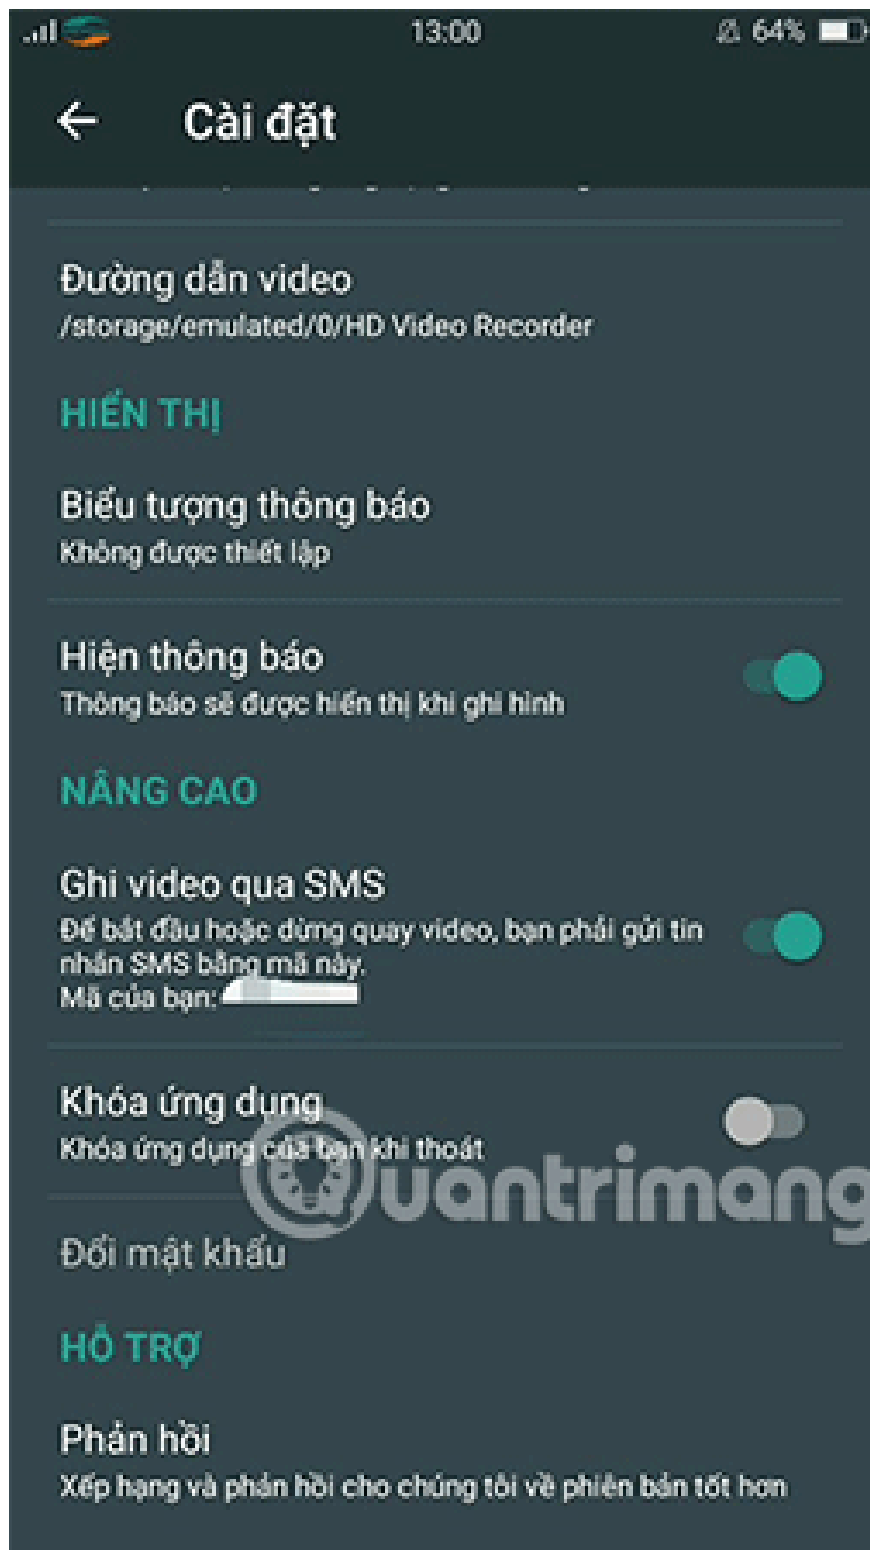 13:00
64%
Cài đặt
Đường dẫn video
/storage/emulated/0/HD Video Recorder
HIỂN THỊ
Biểu tượng thông báo
Không được thiết lập
Hiện thông báo
Thông báo sẽ được hiển thị khi ghi hình
NÂNG CAO
Ghi video qua SMS
Để bắt đầu hoặc dừng quay video, bạn phải gửi tin
nhắn SMS bằng mã này.
Mã của bạn:
Khóa ứng dụng
Khóa ứng dụng của bạn khi thoát
Quantrimang
Đổi mật khẩu
HỖ TRỢ
Phản hồi
Xếp hạng và phản hồi cho chúng tôi về phiên bản tốt hơn